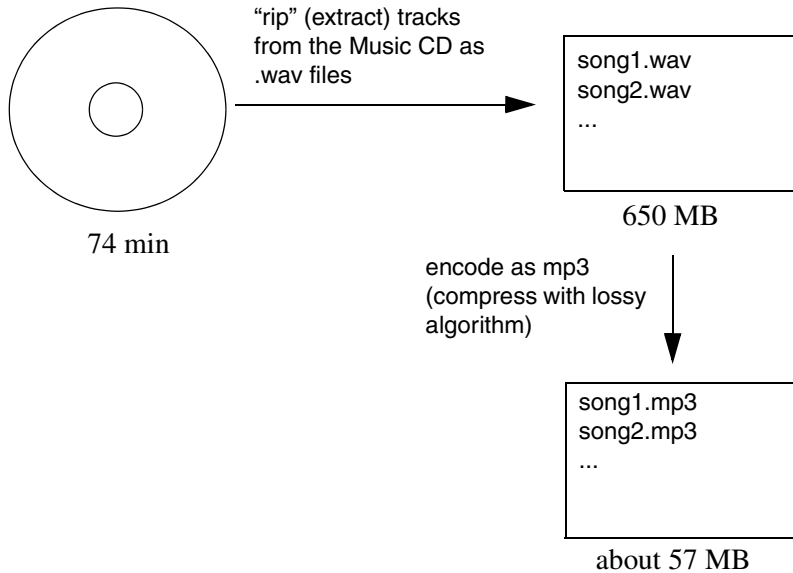 “rip” (extract) tracks
from the Music CD as
.wav files
song1.wav
song2.wav
...
74 min
650 MB
encode as mp3
(compress with lossy
algorithm)
song1.mp3
song2.mp3
...
about 57 MB